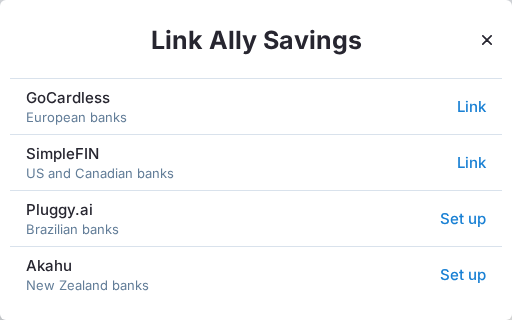 Link Ally Savings
GoCardless
European banks
Link
SimpleFIN
US and Canadian banks
Link
Pluggy.ai
Brazilian banks
Set up
Akahu
New Zealand banks
Set up